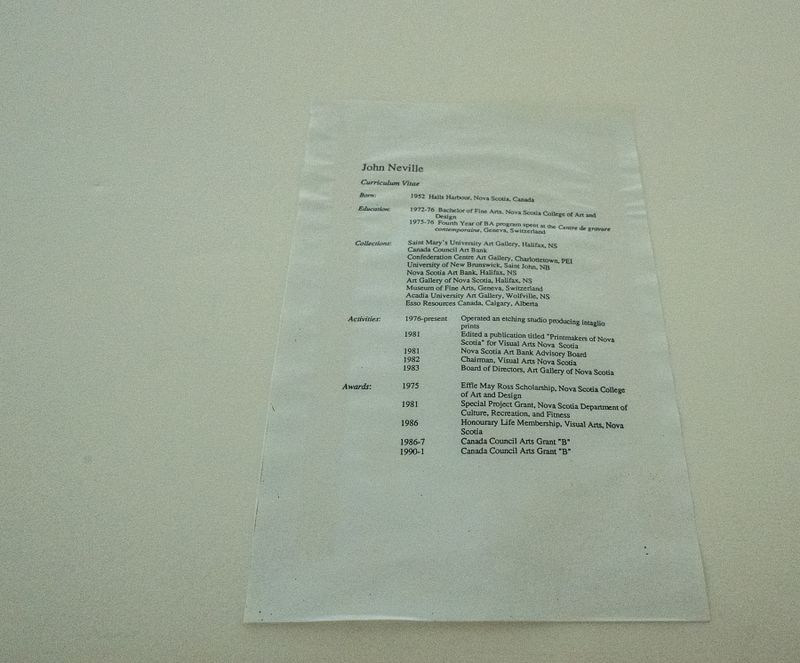 John Neville
Curriculum Vitae
Born: 1952 Halls Harbour, Nova Scotia, Canada
Education: 1972-76 Bachelor of Fine Arts, Nova Scotia College of Art and
Design
1975-76 Fourth Year of BA program spent at the Centre de gravure
contemporaine, Geneva, Switzerland
Collections: Saint Mary's University Art Gallery, Halifax, NS
Canada Council Art Bank
Confederation Centre Art Gallery, Charlottetown, PEI
University of New Brunswick, Saint John, NB
Nova Scotia Art Bank, Halifax, NS
Art Gallery of Nova Scotia, Halifax, NS
Museum of Fine Arts, Geneva, Switzerland
Acadia University Art Gallery, Wolfville, NS
Esso Resources Canada, Calgary, Alberta
Activities: 1976-present Operated an etching studio producing intaglio
prints
1981 Edited a publication titled "Printmakers of Nova
Scotia" for Visual Arts Nova Scotia
1981 Nova Scotia Art Bank Advisory Board
1982 Chairman, Visual Arts Nova Scotia
1983 Board of Directors, Art Gallery of Nova Scotia
Awards: 1975 Effie May Ross Scholarship, Nova Scotia College
of Art and Design
1981 Special Project Grant, Nova Scotia Department of
Culture, Recreation, and Fitness
1986 Honourary Life Membership, Visual Arts, Nova
Scotia
1986-7 Canada Council Arts Grant "B"
1990-1 Canada Council Arts Grant "B"